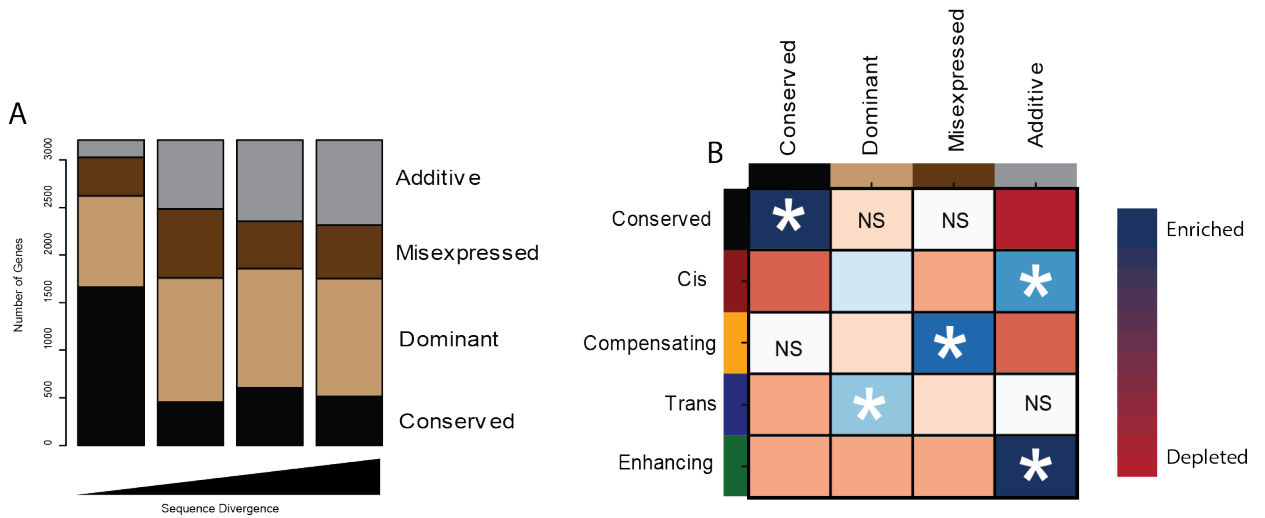 A
Number of Genes
3000
2500
2000
1500
1000
500
0
Additive
Misexpressed
Dominant
Conserved
Sequence Divergence
B
Conserved
Dominant
Misexpressed
Additive
Conserved
* NS NS
Cis
*
Compensating
NS *
Trans
* NS
Enhancing
*
Enriched
Depleted